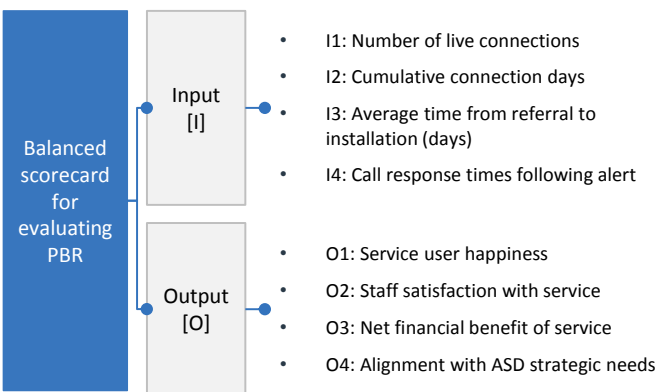 Balanced
scorecard
for
evaluating
PBR
Input
[I]
• I1: Number of live connections
• I2: Cumulative connection days
• I3: Average time from referral to
installation (days)
• I4: Call response times following alert
Output
[O]
• O1: Service user happiness
• O2: Staff satisfaction with service
• O3: Net financial benefit of service
• O4: Alignment with ASD strategic needs